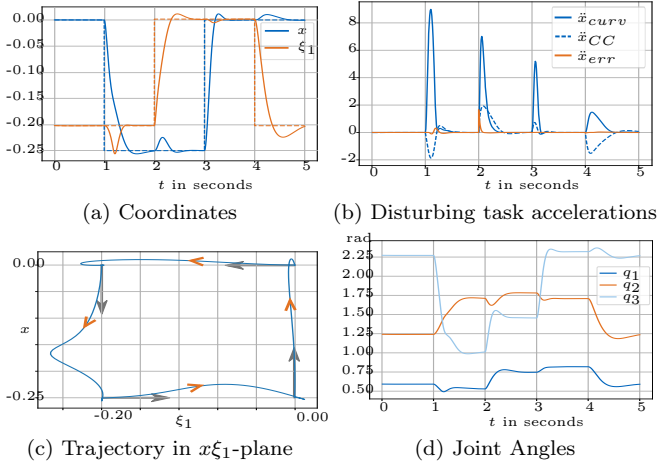 0.00
-0.05
-0.10
-0.15
-0.20
-0.25
x
ξ1
0 1 2 3 4 5
t in seconds
(a) Coordinates
8
6
4
2
0
-2
ẍcurv
ẍCC
ẍerr
0 1 2 3 4 5
t in seconds
(b) Disturbing task accelerations
0.00
x
-0.25
-0.20 0.00
ξ1
(c) Trajectory in xξ1-plane
rad
2.25
2.00
1.75
1.50
1.25
1.00
0.75
0.50
q1
q2
q3
0 1 2 3 4 5
t in seconds
(d) Joint Angles